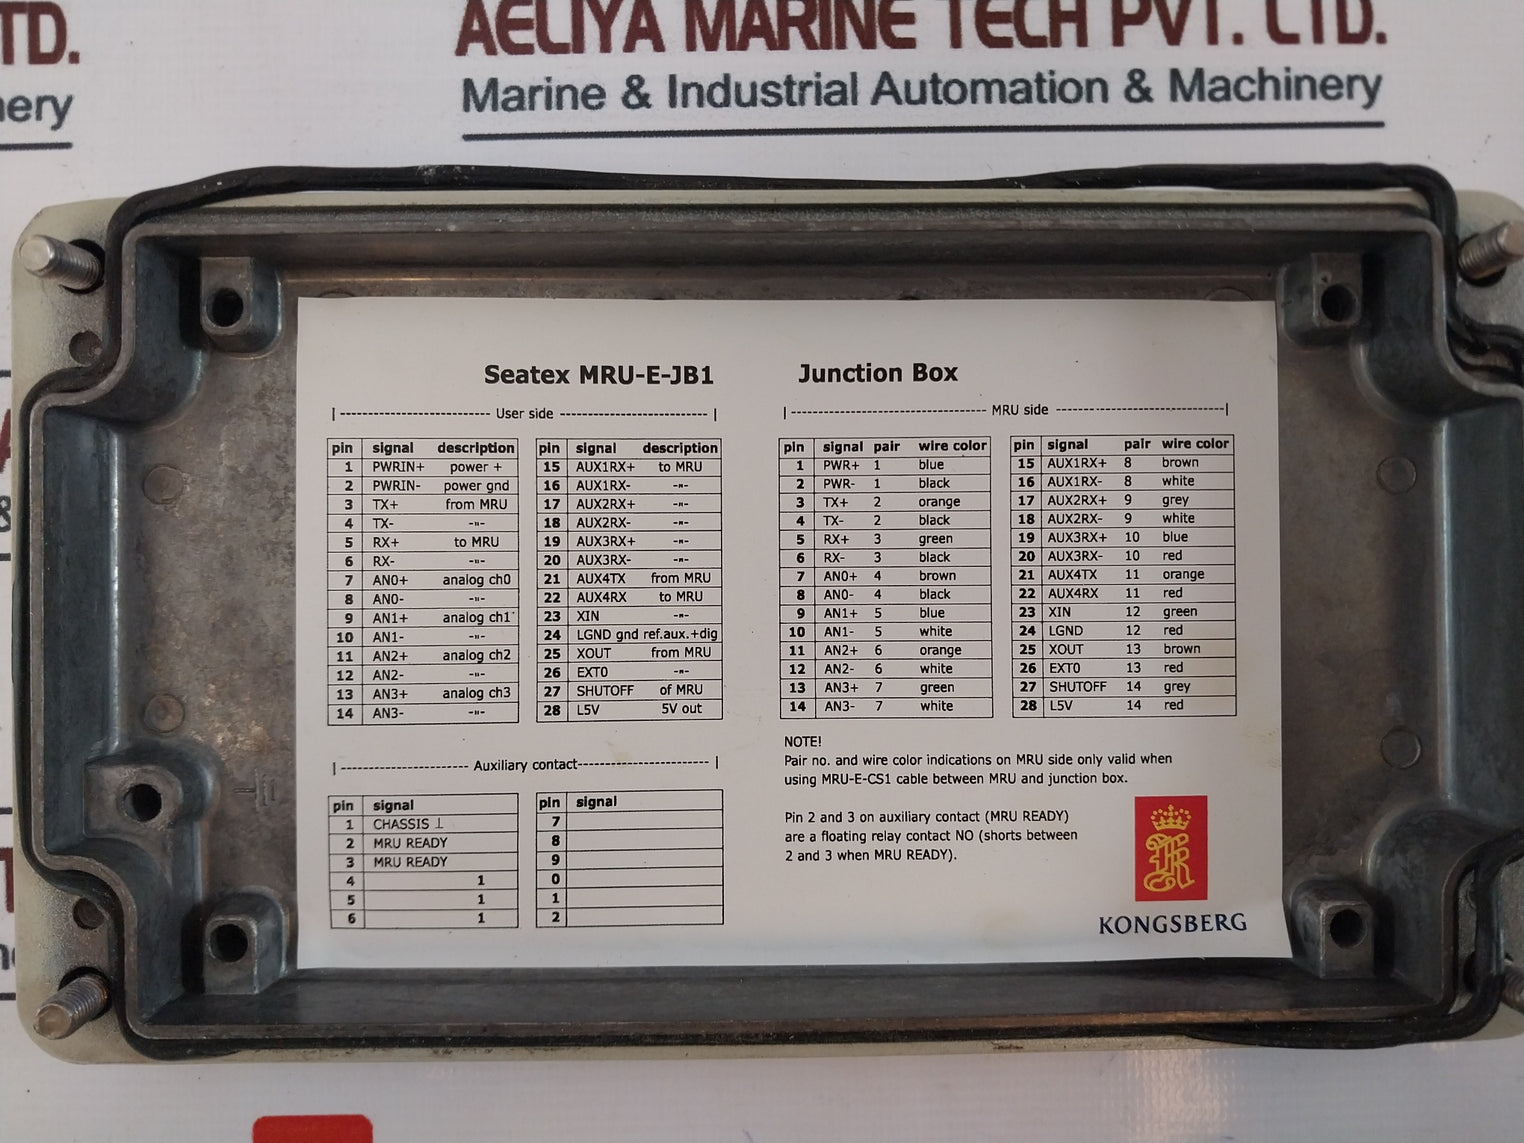 TD.
AELIYA MARINE TECH PVT. LTD.
nery
Marine & Industrial Automation & Machinery
Seatex MRU-E-JB1 Junction Box
|-------------------------- User side --------------------------|
pin signal description
1 PWRIN+ power +
2 PWRIN- power gnd
3 TX+ from MRU
4 TX- -"-
5 RX+ to MRU
6 RX- -"-
7 AN0+ analog ch0
8 AN0- -"-
9 AN1+ analog ch1
10 AN1- -"-
11 AN2+ analog ch2
12 AN2- -"-
13 AN3+ analog ch3
14 AN3- -"-
pin signal description
15 AUX1RX+ to MRU
16 AUX1RX- -"-
17 AUX2RX+ -"-
18 AUX2RX- -"-
19 AUX3RX+ -"-
20 AUX3RX- -"-
21 AUX4TX from MRU
22 AUX4RX to MRU
23 XIN -"-
24 LGND gnd ref.aux.+dig
25 XOUT from MRU
26 EXT0 -"-
27 SHUTOFF of MRU
28 L5V 5V out
|---------------------------------- MRU side -----------------------------|
pin signal pair wire color
1 PWR+ 1 blue
2 PWR- 1 black
3 TX+ 2 orange
4 TX- 2 black
5 RX+ 3 green
6 RX- 3 black
7 AN0+ 4 brown
8 AN0- 4 black
9 AN1+ 5 blue
10 AN1- 5 white
11 AN2+ 6 orange
12 AN2- 6 white
13 AN3+ 7 green
14 AN3- 7 white
pin signal pair wire color
15 AUX1RX+ 8 brown
16 AUX1RX- 8 white
17 AUX2RX+ 9 grey
18 AUX2RX- 9 white
19 AUX3RX+ 10 blue
20 AUX3RX- 10 red
21 AUX4TX 11 orange
22 AUX4RX 11 red
23 XIN 12 green
24 LGND 12 red
25 XOUT 13 brown
26 EXT0 13 red
27 SHUTOFF 14 grey
28 L5V 14 red
|---------------------- Auxiliary contact-----------------------|
pin signal
1 CHASSIS ⊥
2 MRU READY
3 MRU READY
4 1
5 1
6 1
pin signal
7
8
9
0
1
2
NOTE!
Pair no. and wire color indications on MRU side only valid when
using MRU-E-CS1 cable between MRU and junction box.
Pin 2 and 3 on auxiliary contact (MRU READY)
are a floating relay contact NO (shorts between
2 and 3 when MRU READY).
KONGSBERG